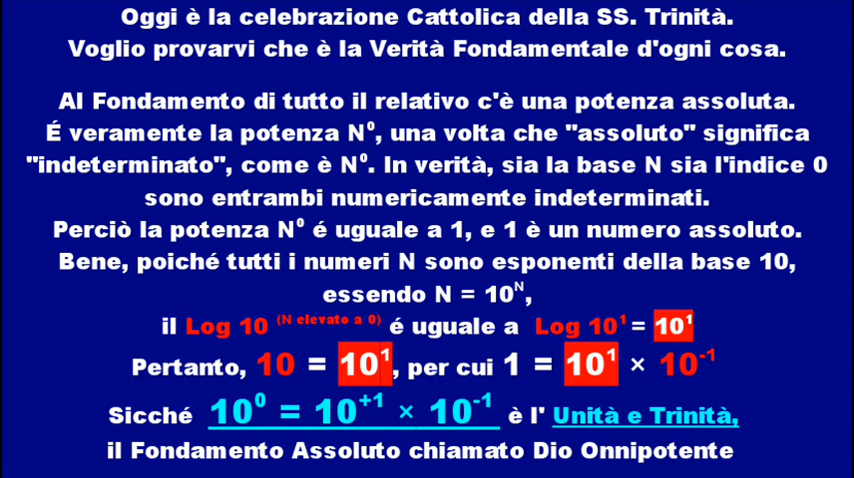 Oggi è la celebrazione Cattolica della SS. Trinità.
Voglio provarvi che è la Verità Fondamentale d'ogni cosa.
Al Fondamento di tutto il relativo c'è una potenza assoluta.
É veramente la potenza N⁰, una volta che "assoluto" significa
"indeterminato", come è N⁰. In verità, sia la base N sia l'indice 0
sono entrambi numericamente indeterminati.
Perciò la potenza N⁰ é uguale a 1, e 1 è un numero assoluto.
Bene, poiché tutti i numeri N sono esponenti della base 10,
essendo N = 10ᴺ,
il Log 10 (N elevato a 0) é uguale a Log 10¹ = 10¹
Pertanto, 10 = 10¹, per cui 1 = 10¹ × 10⁻¹
Sicché 10⁰ = 10⁺¹ × 10⁻¹ è l' Unità e Trinità,
il Fondamento Assoluto chiamato Dio Onnipotente